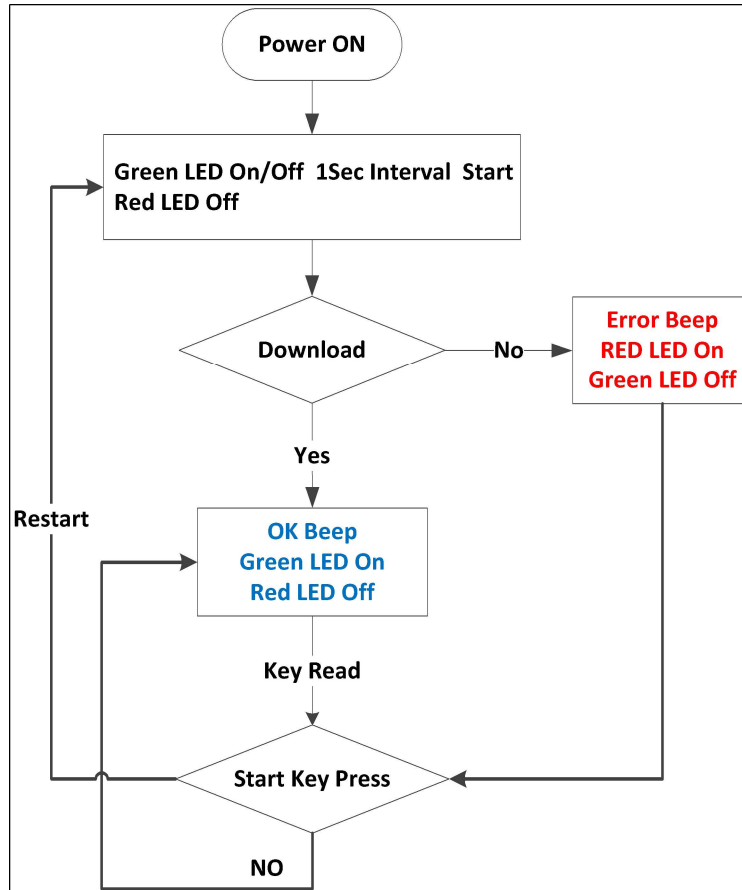 Power ON
Green LED On/Off 1Sec Interval Start
Red LED Off
Download
No
Error Beep
RED LED On
Green LED Off
Yes
Restart
OK Beep
Green LED On
Red LED Off
Key Read
Start Key Press
NO